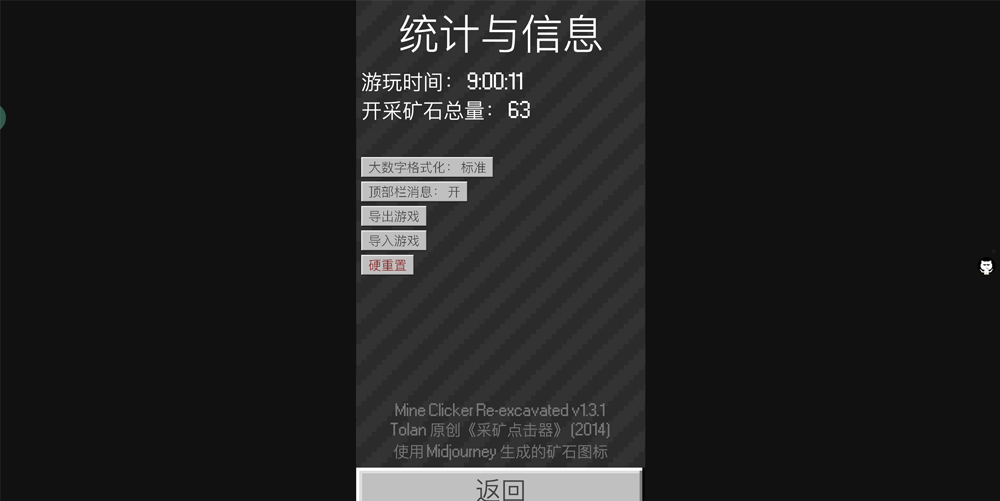 统计与信息
游玩时间： 9:00:11
开采矿石总量： 63
大数字格式化： 标准
顶部栏消息： 开
导出游戏
导入游戏
硬重置
Mine Clicker Re-excavated v1.3.1
Tolan 原创《采矿点击器》 (2014)
使用 Midjourney 生成的矿石图标
返回